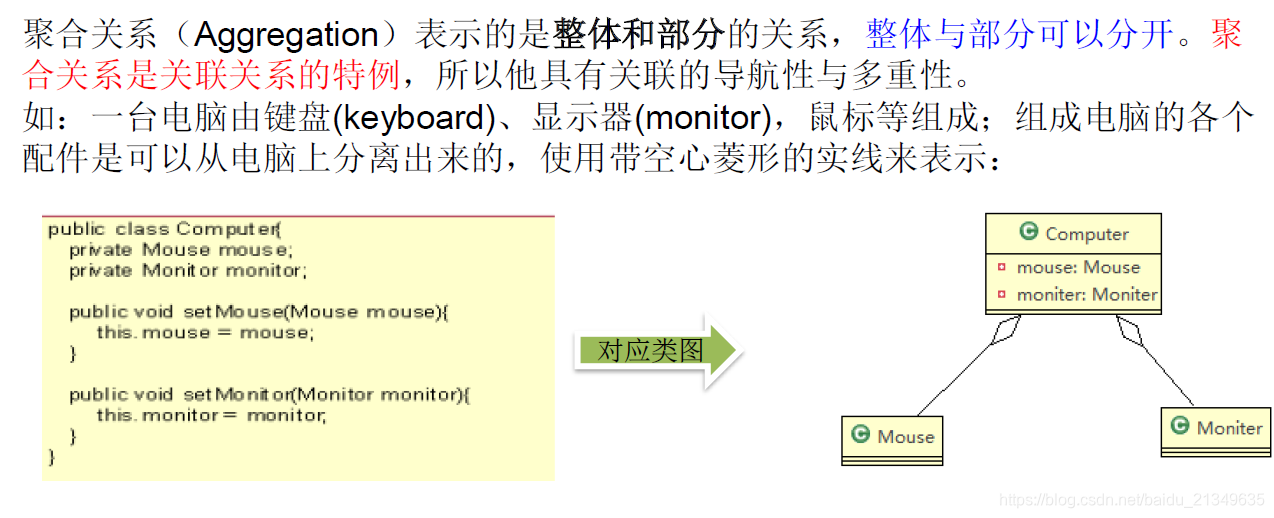 聚合关系（Aggregation）表示的是整体和部分的关系，整体与部分可以分开。聚
合关系是关联关系的特例，所以他具有关联的导航性与多重性。
如：一台电脑由键盘(keyboard)、显示器(monitor)，鼠标等组成；组成电脑的各个
配件是可以从电脑上分离出来的，使用带空心菱形的实线来表示：
public class Computer{
private Mouse mouse;
private Monitor monitor;
public void setMouse(Mouse mouse){
this.mouse = mouse;
}
public void setMonitor(Monitor monitor){
this.monitor = monitor;
}
}
对应类图
C Computer
mouse: Mouse
moniter: Moniter
C Mouse
C Moniter
https://blog.csdn.net/baidu_21349635